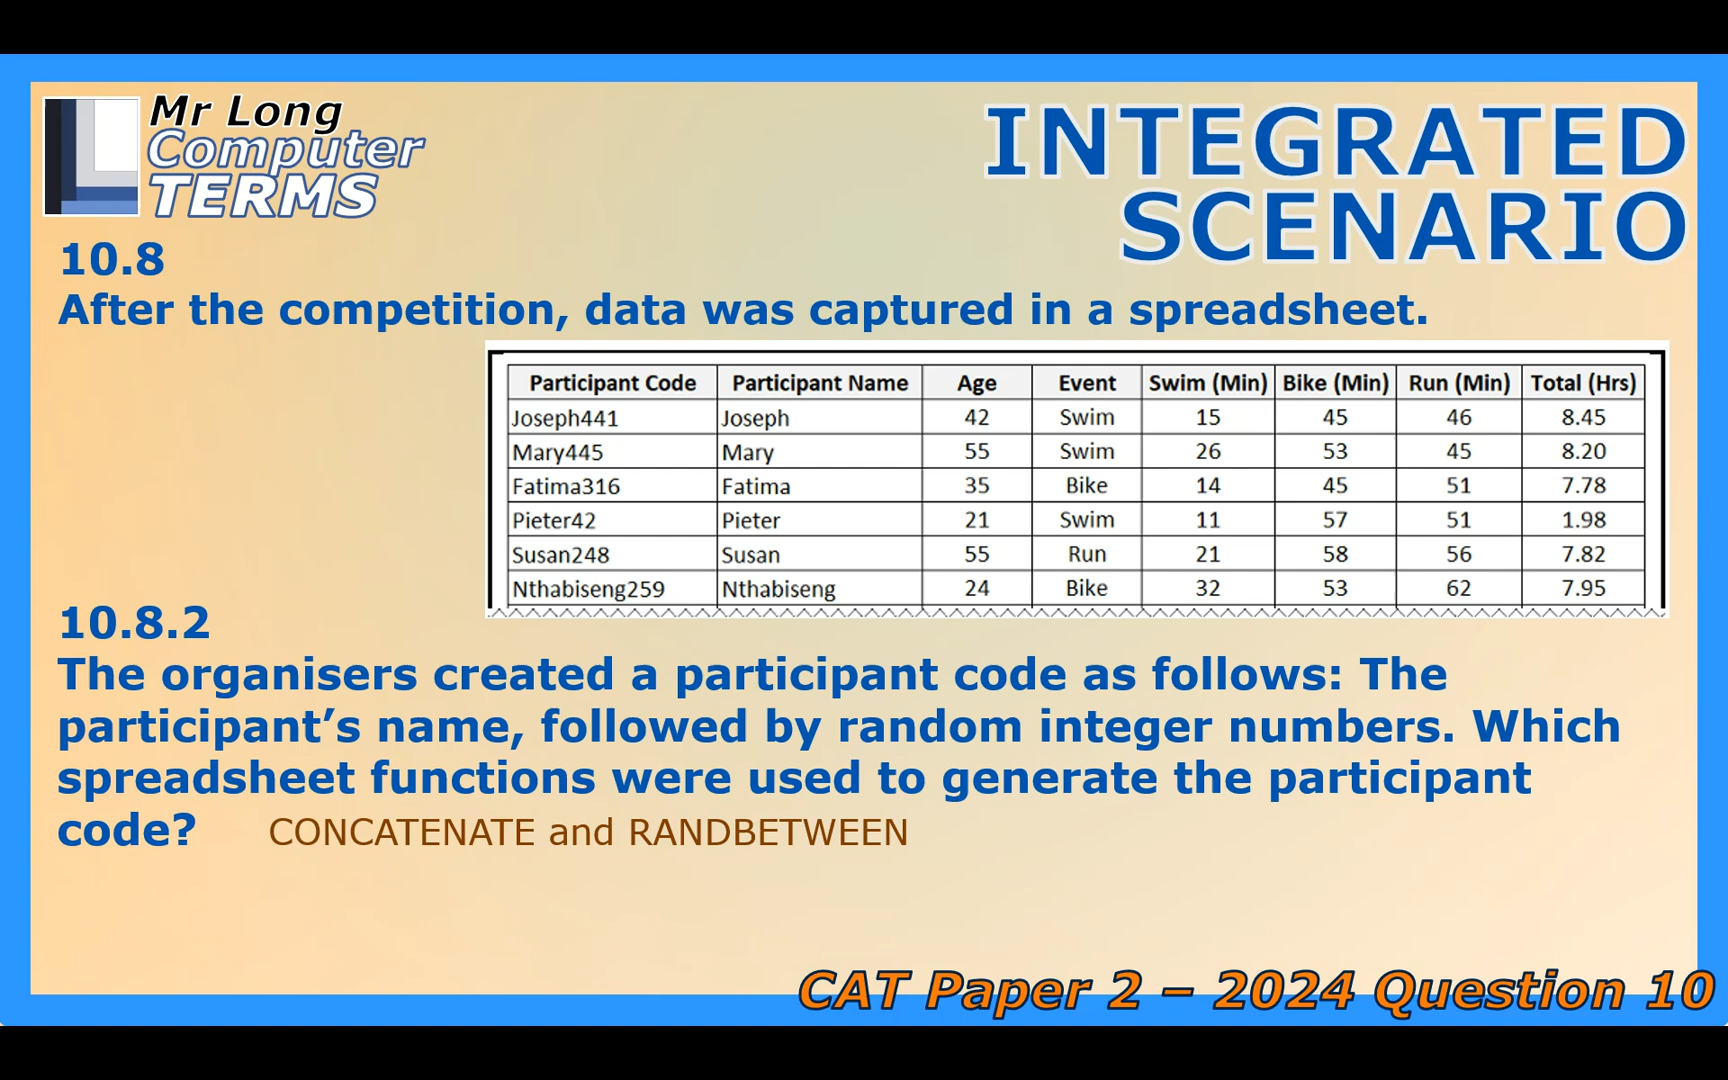 Mr Long
Computer
TERMS
INTEGRATED
SCENARIO
10.8
After the competition, data was captured in a spreadsheet.
Participant Code Participant Name Age Event Swim (Min) Bike (Min) Run (Min) Total (Hrs)
Joseph441 Joseph 42 Swim 15 45 46 8.45
Mary445 Mary 55 Swim 26 53 45 8.20
Fatima316 Fatima 35 Bike 14 45 51 7.78
Pieter42 Pieter 21 Swim 11 57 51 1.98
Susan248 Susan 55 Run 21 58 56 7.82
Nthabiseng259 Nthabiseng 24 Bike 32 53 62 7.95
10.8.2
The organisers created a participant code as follows: The
participant’s name, followed by random integer numbers. Which
spreadsheet functions were used to generate the participant
code? CONCATENATE and RANDBETWEEN
CAT Paper 2 – 2024 Question 10